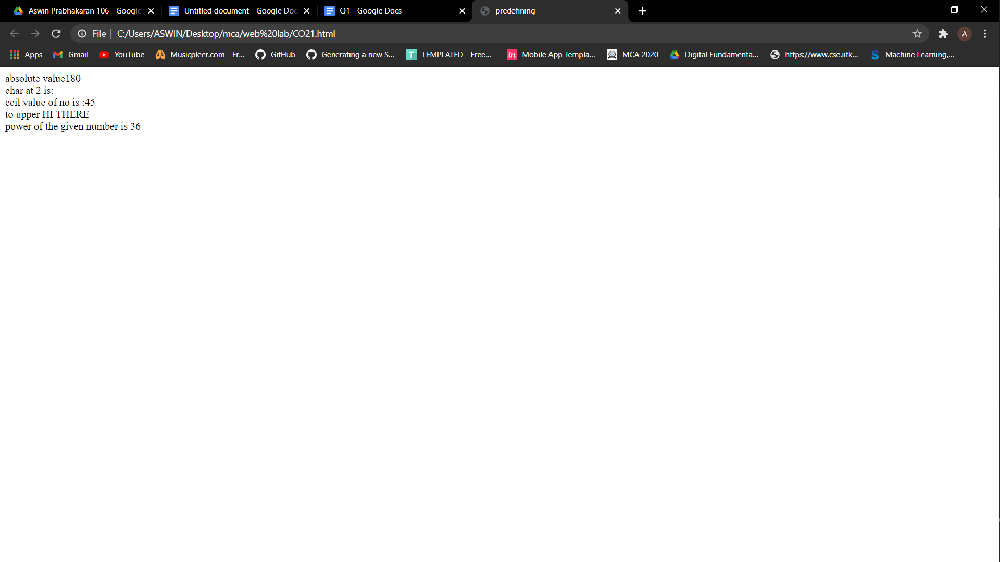 Aswin Prabhakaran 106 - Google
Untitled document - Google Doc
Q1 - Google Docs
predefining
File
C:/Users/ASWIN/Desktop/mca/web%20lab/CO21.html
A
Apps
Gmail
YouTube
Musicpleer.com - Fr...
GitHub
Generating a new S...
T
TEMPLATED - Free...
in
Mobile App Templa...
MCA 2020
Digital Fundamenta...
https://www.cse.iitk...
S
Machine Learning,...
absolute value180
char at 2 is:
ceil value of no is :45
to upper HI THERE
power of the given number is 36